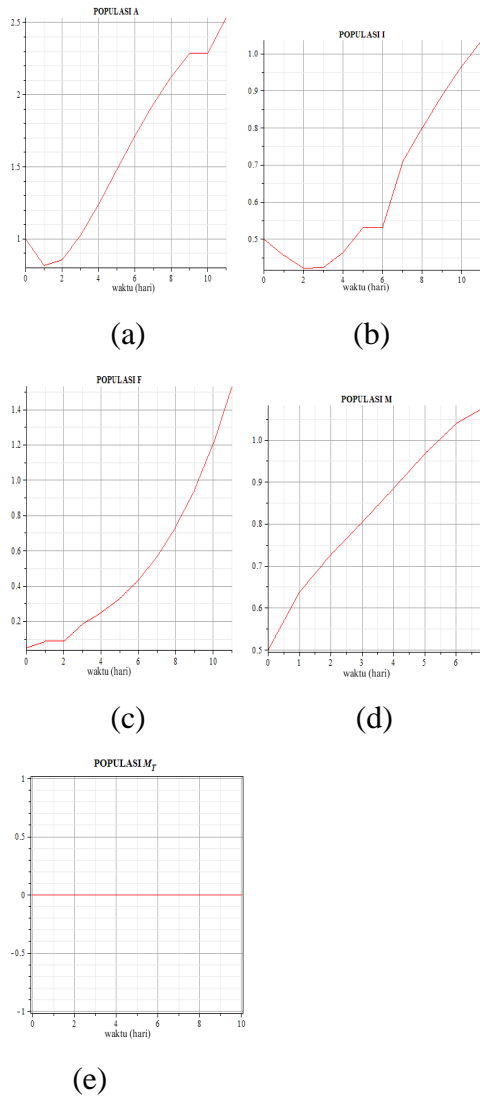 POPULASI A
2.5
2
1.5
1
0 2 4 6 8 10
waktu (hari)
(a)
POPULASI I
1.0
0.9
0.8
0.7
0.6
0.5
0 2 4 6 8 10
waktu (hari)
(b)
POPULASI F
1.4
1.2
1.0
0.8
0.6
0.4
0.2
0 2 4 6 8 10
waktu (hari)
(c)
POPULASI M
1.0
0.9
0.8
0.7
0.6
0.5
0 1 2 3 4 5 6
waktu (hari)
(d)
POPULASI M_T
1
0.5
0
-0.5
-1
0 2 4 6 8 10
waktu (hari)
(e)